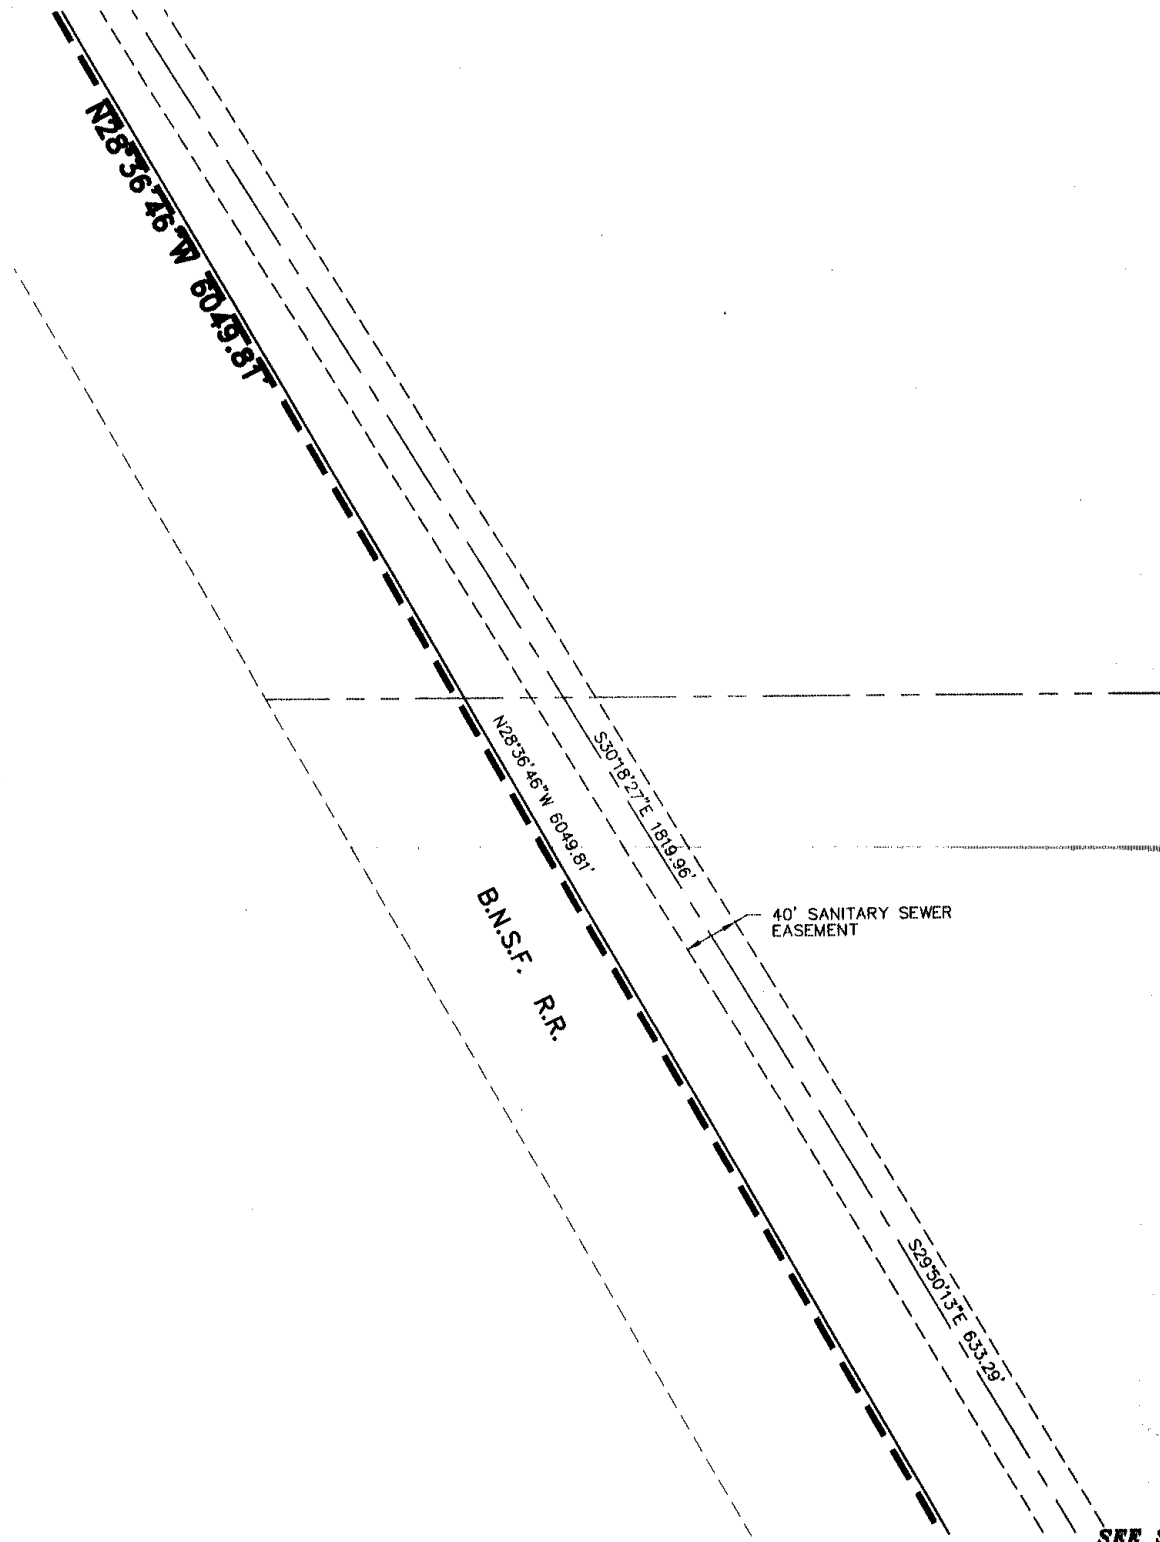 N28°36'46"W 6049.81'
N28°36'46"W 6049.81'
S30°18'27"E 1819.96'
40' SANITARY SEWER
EASEMENT
B.N.S.F. R.R.
S29°50'13"E 633.29'
SEE